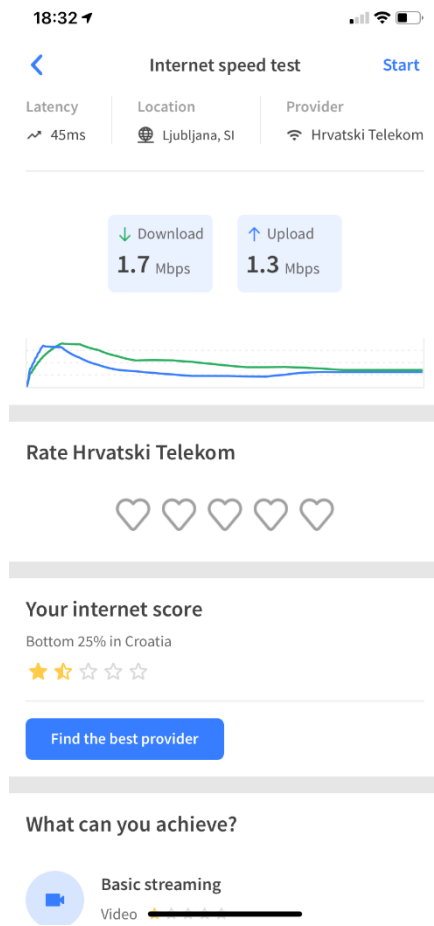 18:32
Internet speed test
Start
Latency
Location
Provider
45ms
Ljubljana, SI
Hrvatski Telekom
Download
Upload
1.7 Mbps
1.3 Mbps
Rate Hrvatski Telekom
Your internet score
Bottom 25% in Croatia
Find the best provider
What can you achieve?
Basic streaming
Video